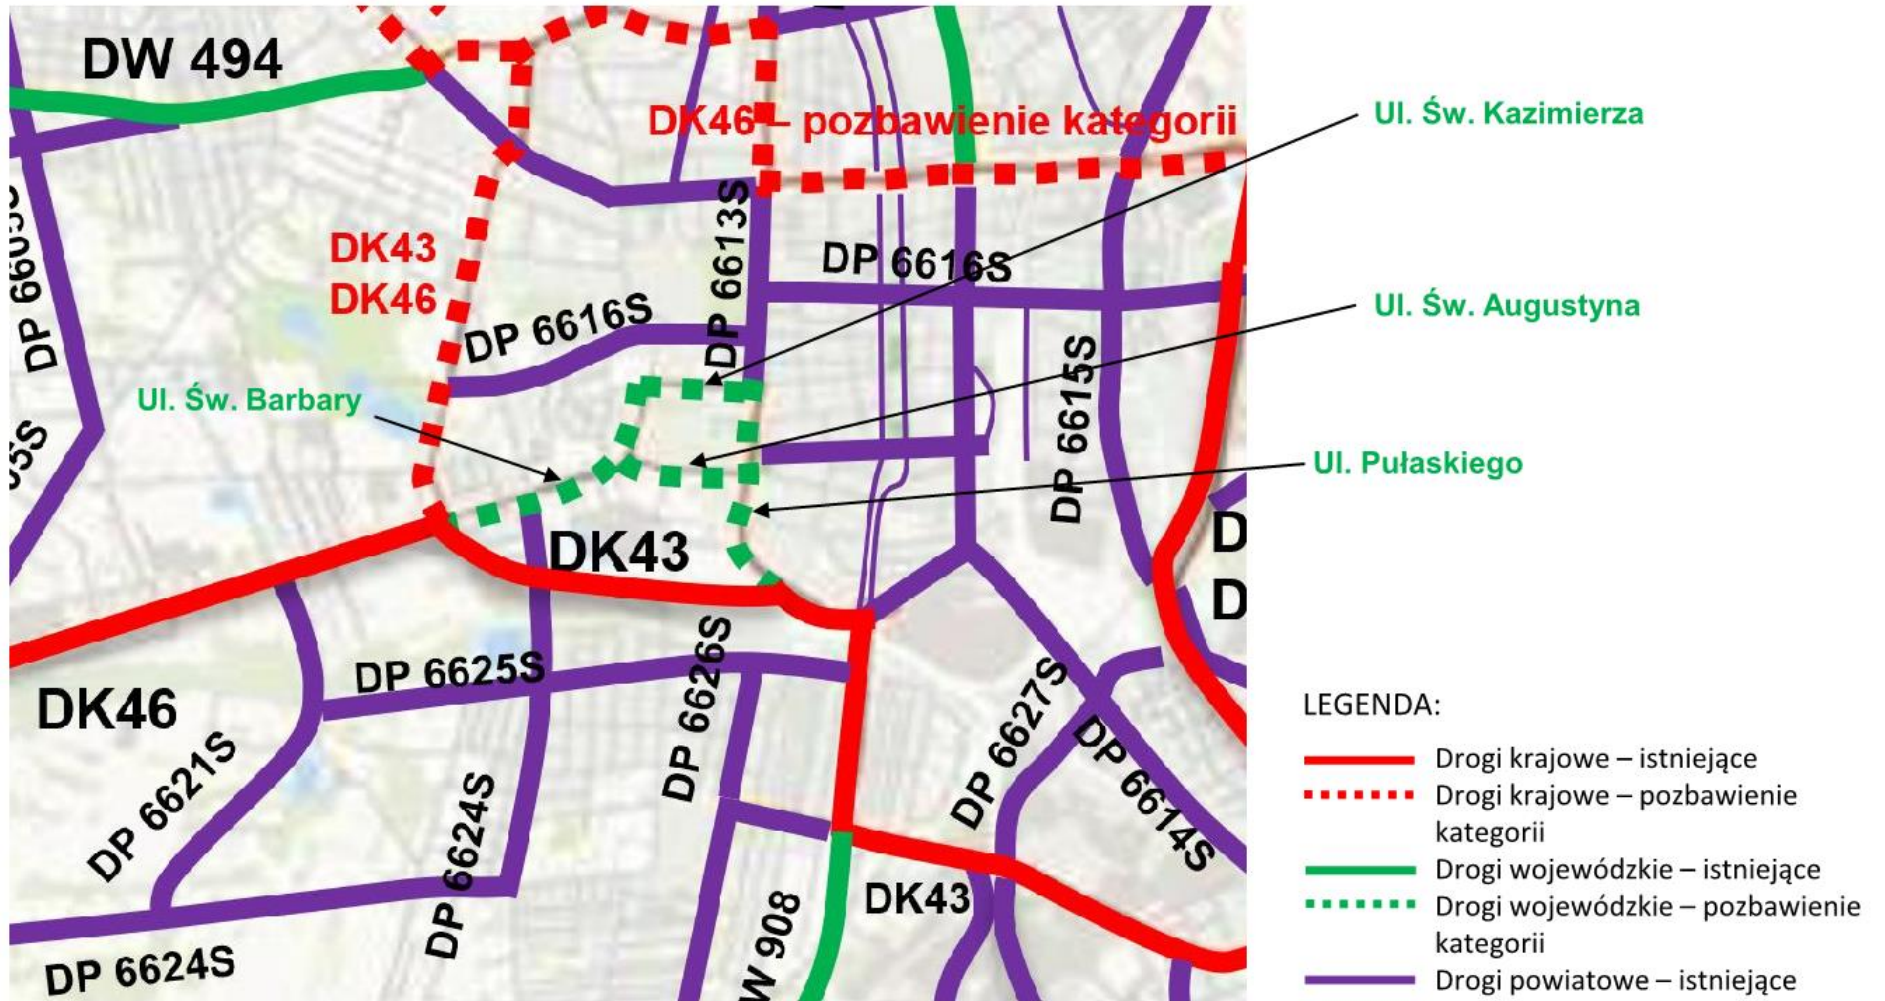 DW 494
DK46 – pozbawienie kategorii
Ul. Św. Kazimierza
DP 6613S
DK43
DK46
DP 6616S
DP 6616S
Ul. Św. Augustyna
DP 6615S
Ul. Św. Barbary
Ul. Pułaskiego
DK43
DP 6625S
DP 6626S
DP 6627S
DK46
DP 6621S
DP 6624S
DP 6614S
DK43
W 908
DP 6624S
LEGENDA:
Drogi krajowe – istniejące
Drogi krajowe – pozbawienie
kategorii
Drogi wojewódzkie – istniejące
Drogi wojewódzkie – pozbawienie
kategorii
Drogi powiatowe – istniejące